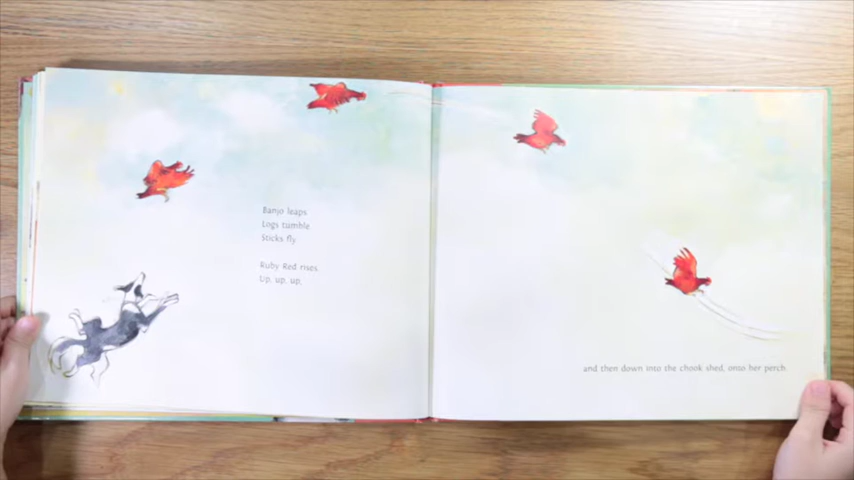 Banjo leaps.
Logs tumble
Sticks fly.
Ruby Red rises.
Up, up, up,
and then down into the chook shed, onto her perch.